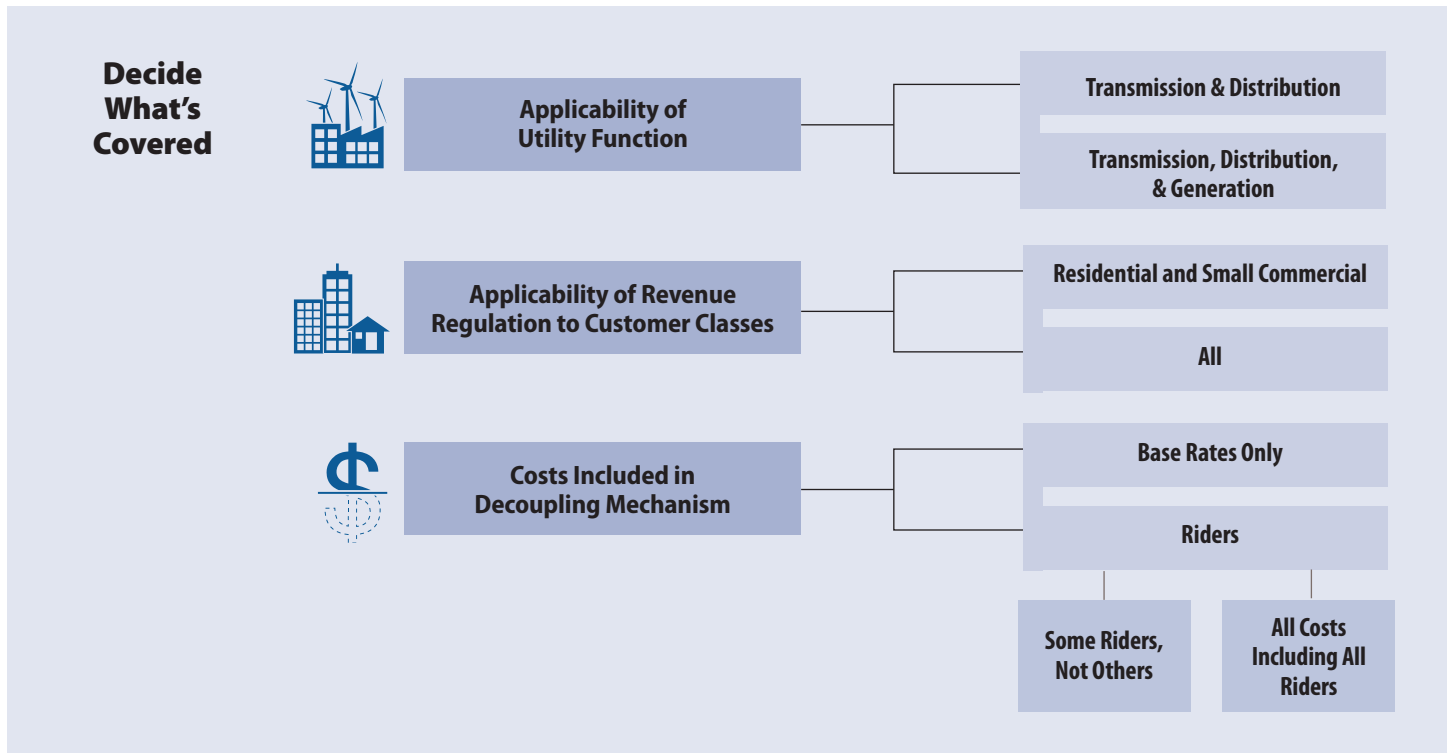 Decide
What’s
Covered
Applicability of
Utility Function
Transmission & Distribution
Transmission, Distribution,
& Generation
Applicability of Revenue
Regulation to Customer Classes
Residential and Small Commercial
All
Costs Included in
Decoupling Mechanism
Base Rates Only
Riders
Some Riders,
Not Others
All Costs
Including All
Riders